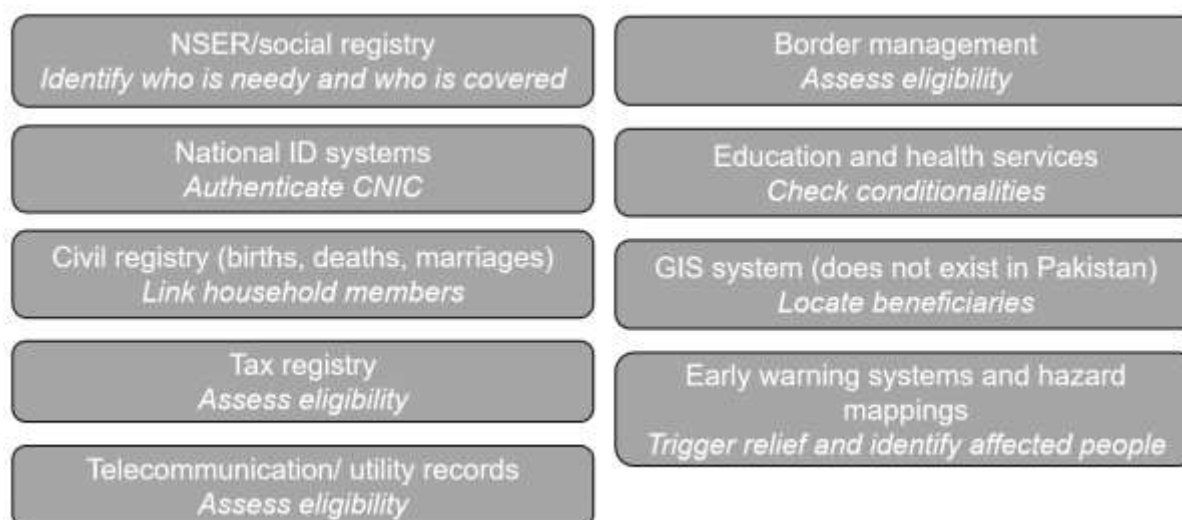 NSER/social registry
Identify who is needy and who is covered
National ID systems
Authenticate CNIC
Civil registry (births, deaths, marriages)
Link household members
Tax registry
Assess eligibility
Telecommunication/ utility records
Assess eligibility
Border management
Assess eligibility
Education and health services
Check conditionalities
GIS system (does not exist in Pakistan)
Locate beneficiaries
Early warning systems and hazard
mappings
Trigger relief and identify affected people